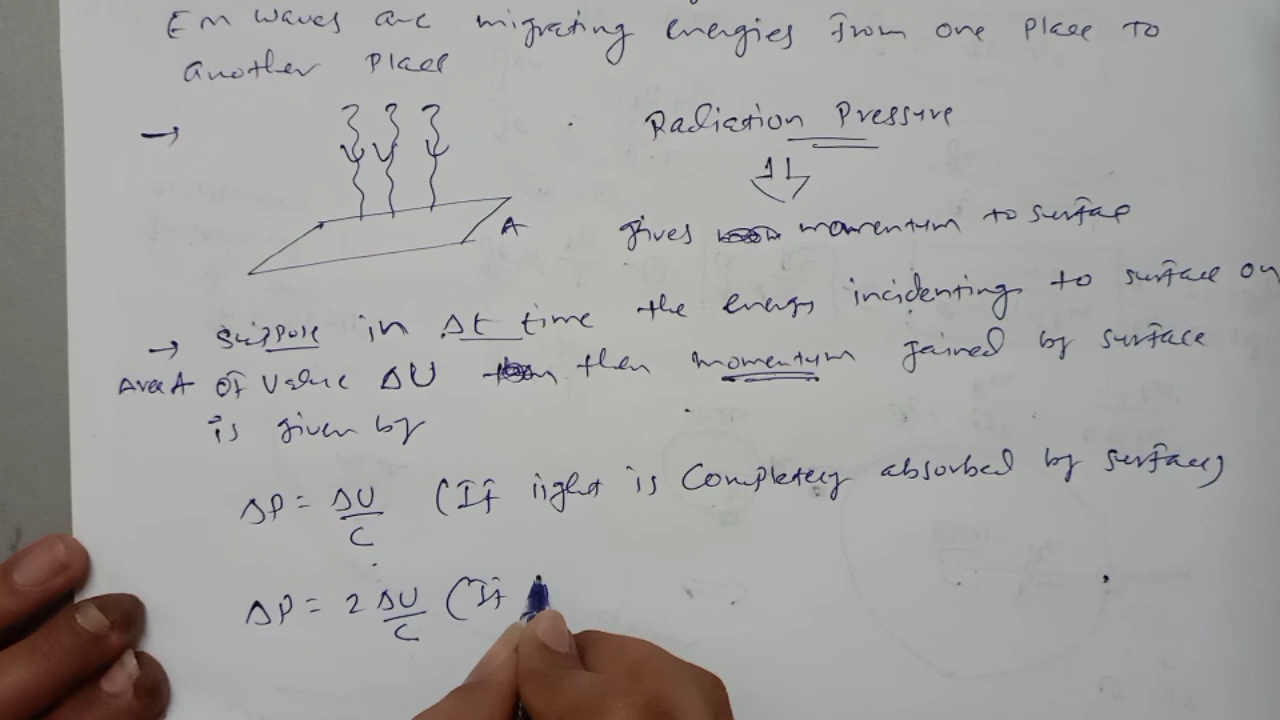 EM waves are migrating energies from one place to
another place
→
Radiation Pressure
A
gives momentum to surface
→ suppose in Δt time the energy incidenting to surface on
Area A of value ΔU then momentum gained by surface
is given by
ΔP = ΔU/C (If light is completely absorbed by surface)
ΔP = 2 ΔU/C (If